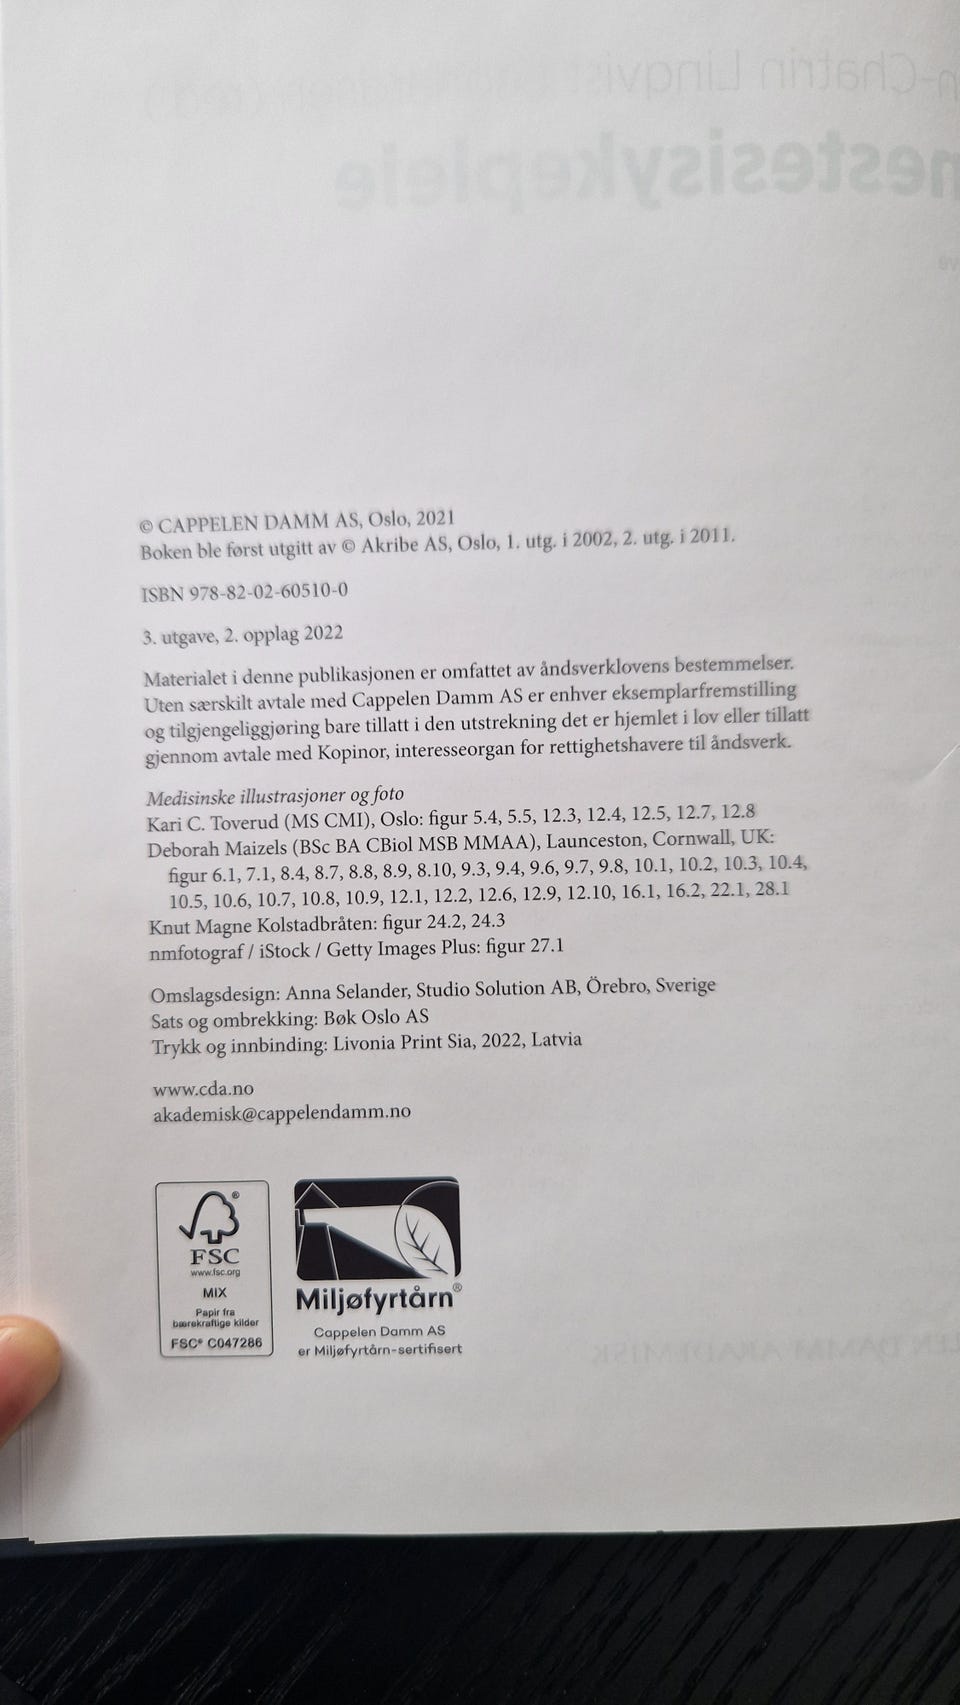 © CAPPELEN DAMM AS, Oslo, 2021
Boken ble først utgitt av © Akribe AS, Oslo, 1. utg. i 2002, 2. utg. i 2011.
ISBN 978-82-02-60510-0
3. utgave, 2. opplag 2022
Materialet i denne publikasjonen er omfattet av åndsverklovens bestemmelser.
Uten særskilt avtale med Cappelen Damm AS er enhver eksemplarfremstilling
og tilgjengeliggjøring bare tillatt i den utstrekning det er hjemlet i lov eller tillatt
gjennom avtale med Kopinor, interesseorgan for rettighetshavere til åndsverk.
Medisinske illustrasjoner og foto
Kari C. Toverud (MS CMI), Oslo: figur 5.4, 5.5, 12.3, 12.4, 12.5, 12.7, 12.8
Deborah Maizels (BSc BA CBiol MSB MMAA), Launceston, Cornwall, UK:
figur 6.1, 7.1, 8.4, 8.7, 8.8, 8.9, 8.10, 9.3, 9.4, 9.6, 9.7, 9.8, 10.1, 10.2, 10.3, 10.4,
10.5, 10.6, 10.7, 10.8, 10.9, 12.1, 12.2, 12.6, 12.9, 12.10, 16.1, 16.2, 22.1, 28.1
Knut Magne Kolstadbråten: figur 24.2, 24.3
nmfotograf / iStock / Getty Images Plus: figur 27.1
Omslagsdesign: Anna Selander, Studio Solution AB, Örebro, Sverige
Sats og ombrekking: Bøk Oslo AS
Trykk og innbinding: Livonia Print Sia, 2022, Latvia
www.cda.no
akademisk@cappelendamm.no
®
FSC
www.fsc.org
MIX
Papir fra
bærekraftige kilder
FSC® C047286
Miljøfyrtårn®
Cappelen Damm AS
er Miljøfyrtårn-sertifisert